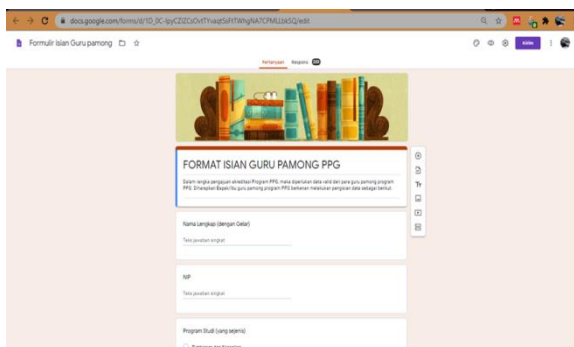 docs.google.com/forms/d/1D_0C-IpyCZIZCsOvtTYvaqtSsFtTWhgNA7CPMLLbkSQ/edit
Formulir Isian Guru pamong
Kirim
Pertanyaan Respons
FORMAT ISIAN GURU PAMONG PPG
Dalam rangka pengajuan akreditasi Program PPG, maka diperlukan data valid dari para guru pamong program
PPG. Diharapkan Bapak/Ibu guru pamong program PPG berkenan melakukan pengisian data sebagai berikut.
Nama Lengkap (dengan Gelar)
Teks jawaban singkat
NIP
Teks jawaban singkat
Program Studi (yang sejenis)